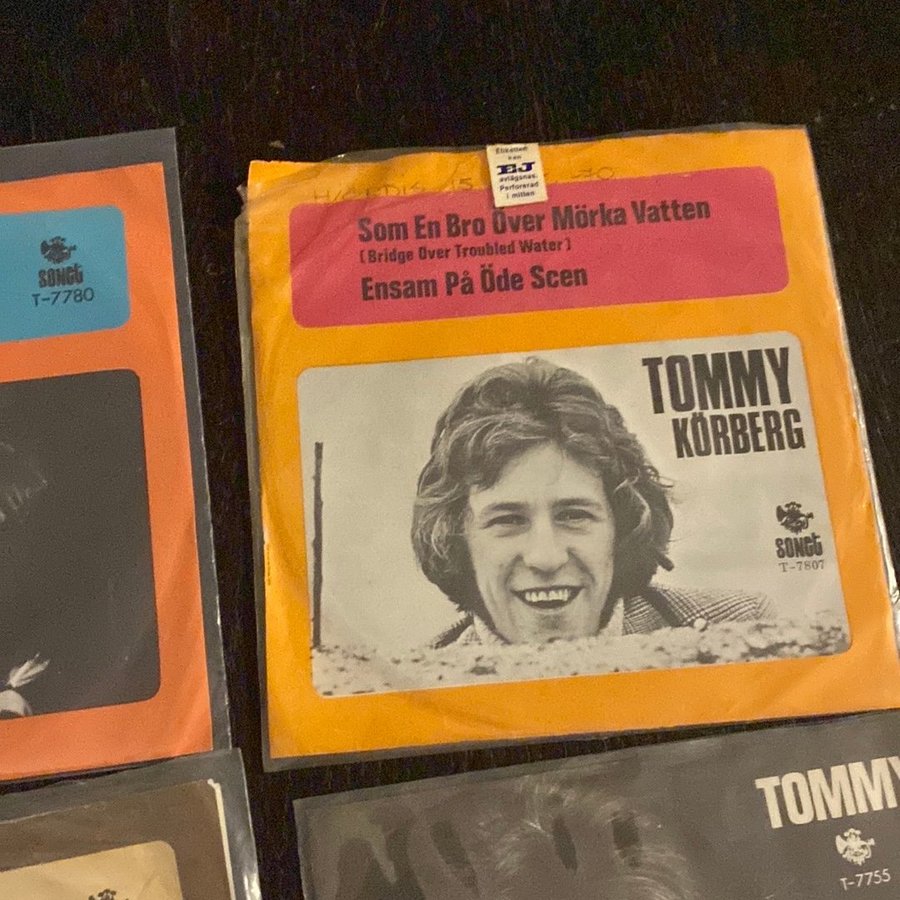 SONET
T-7780
Etiketten
kan
EJ
avlägsnas.
Perforerad
i mitten
Som En Bro Över Mörka Vatten
(Bridge Over Troubled Water)
Ensam På Öde Scen
TOMMY
KÖRBERG
SONET
T-7807
TOMMY
T-7755